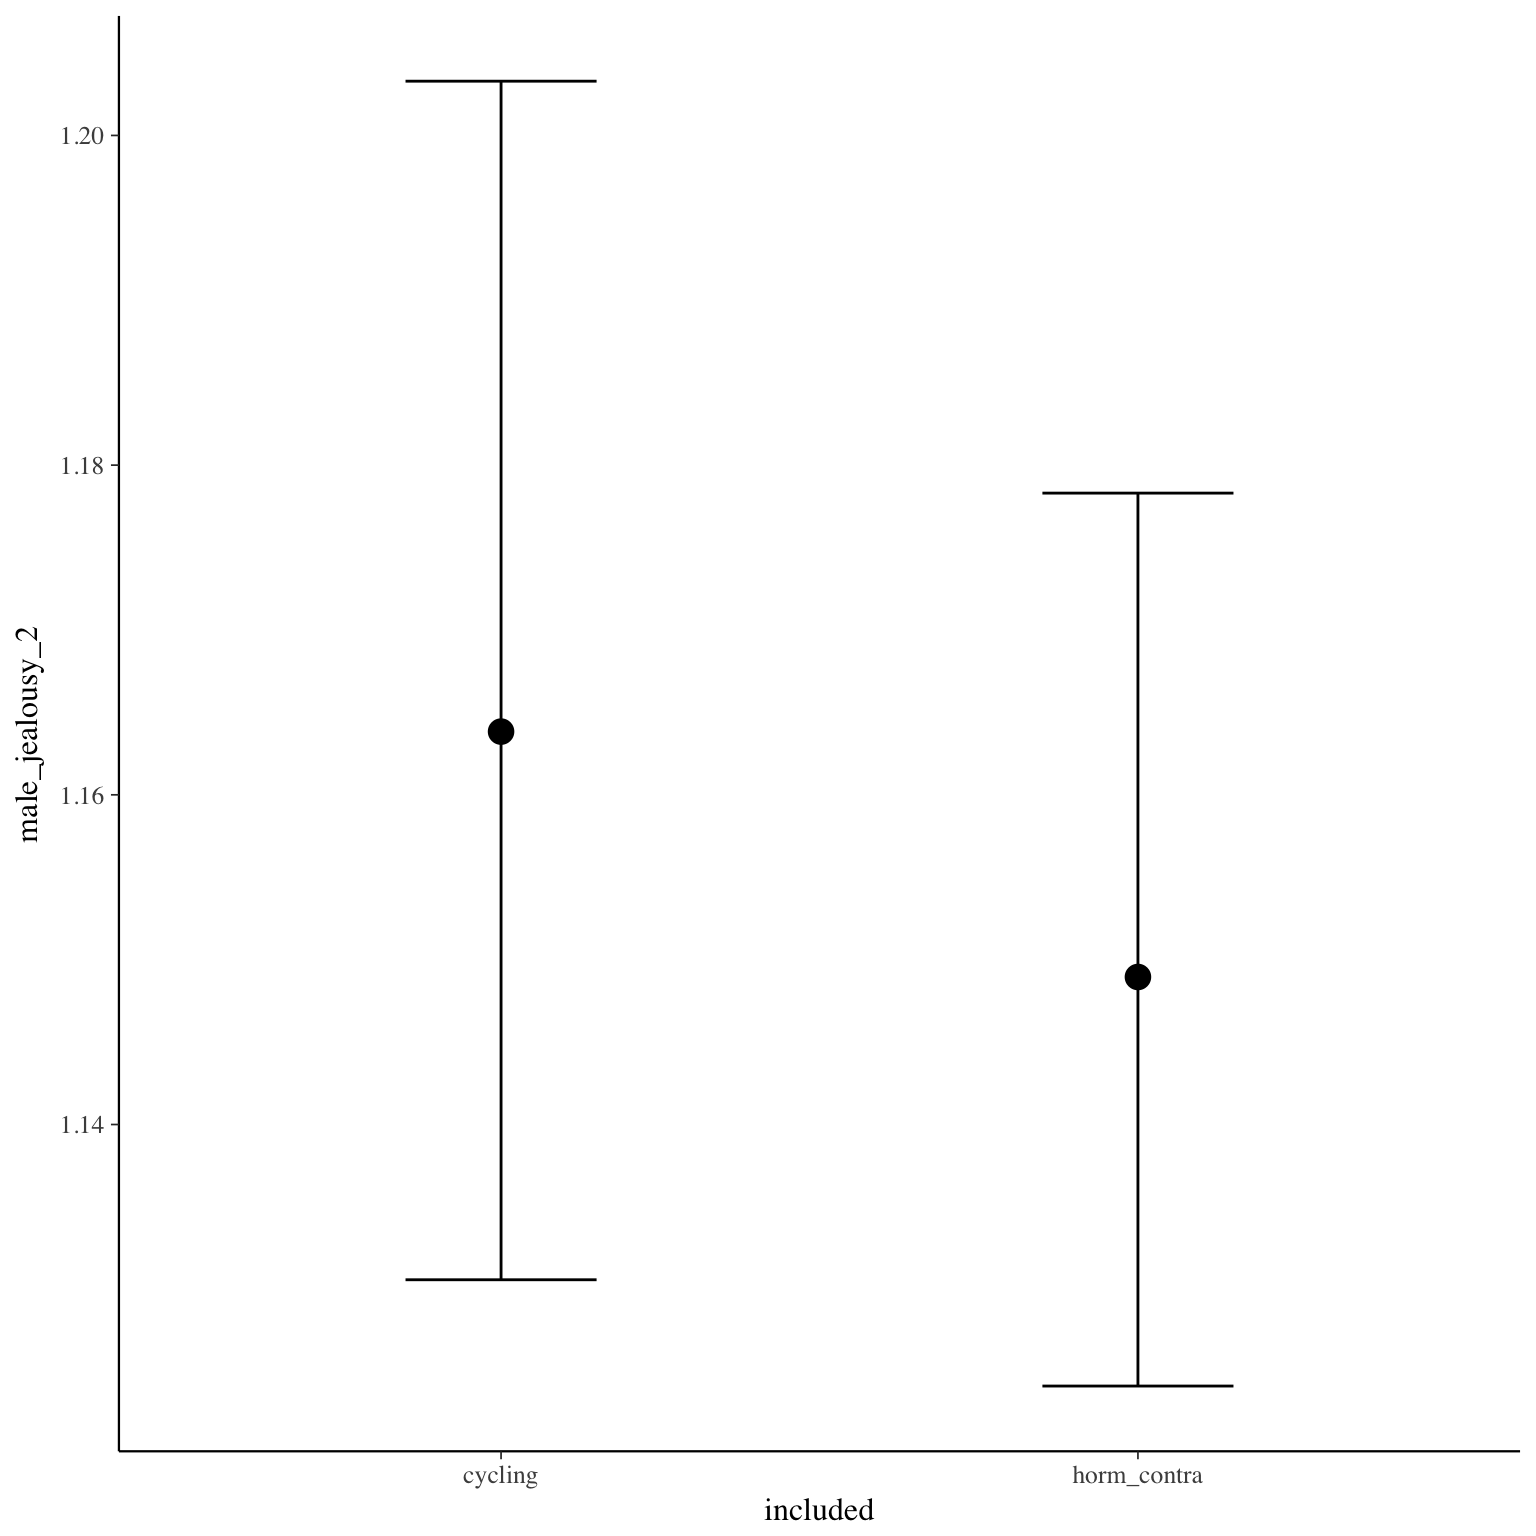 male_jealousy_2
1.20
1.18
1.16
1.14
cycling
horm_contra
included